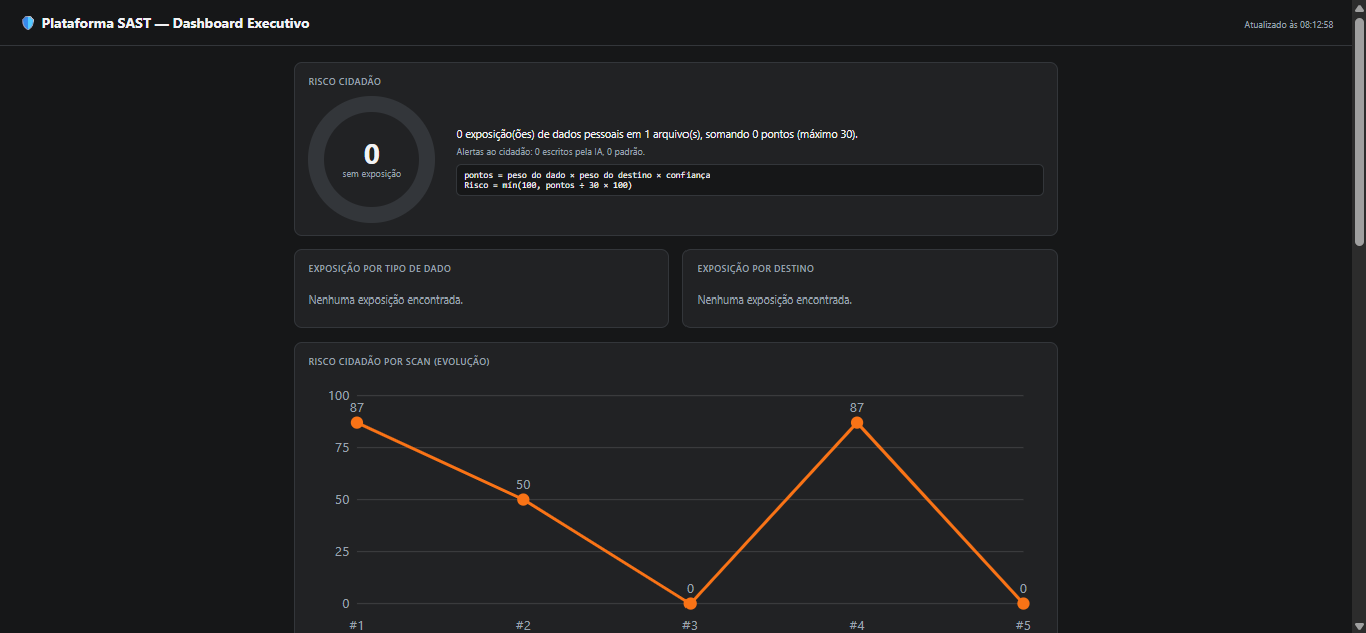 Plataforma SAST — Dashboard Executivo
Atualizado às 08:12:58
RISCO CIDADÃO
0
sem exposição
0 exposição(ões) de dados pessoais em 1 arquivo(s), somando 0 pontos (máximo 30).
Alertas ao cidadão: 0 escritos pela IA, 0 padrão.
pontos = peso do dado × peso do destino × confiança
Risco = mín(100, pontos ÷ 30 × 100)
EXPOSIÇÃO POR TIPO DE DADO
Nenhuma exposição encontrada.
EXPOSIÇÃO POR DESTINO
Nenhuma exposição encontrada.
RISCO CIDADÃO POR SCAN (EVOLUÇÃO)
100
87
87
75
50
50
25
0
0
0
#1
#2
#3
#4
#5